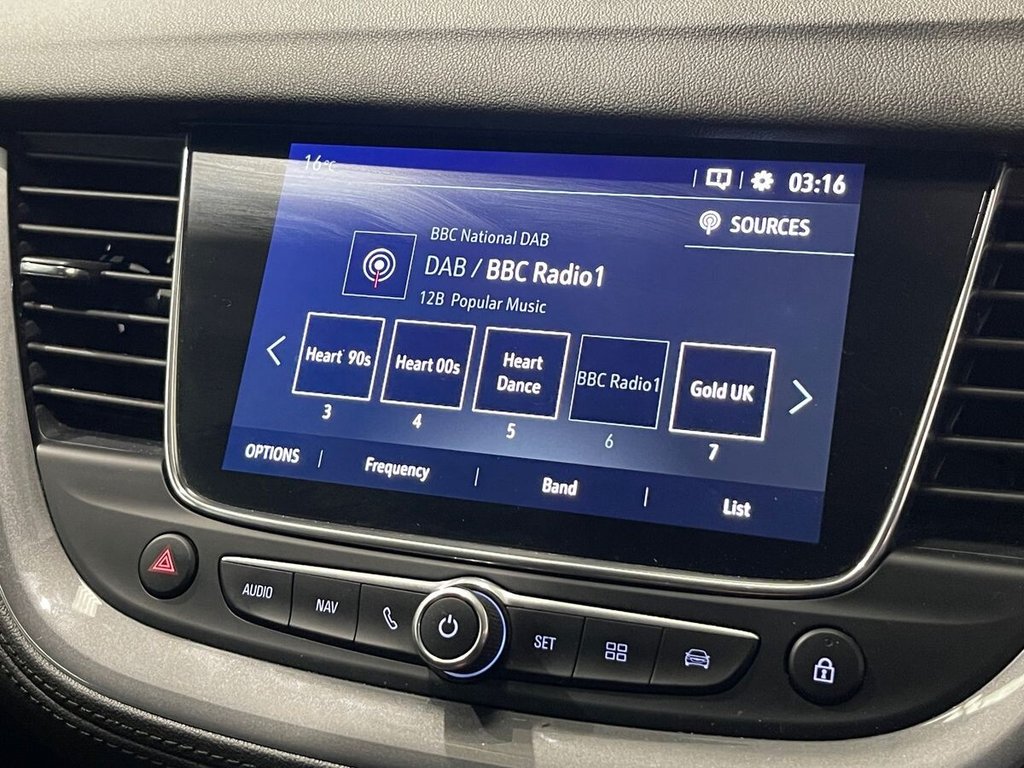 16°C
03:16
SOURCES
BBC National DAB
DAB / BBC Radio1
12B Popular Music
Heart 90s
Heart 00s
Heart
Dance
BBC Radio1
Gold UK
3
4
5
6
7
OPTIONS
Frequency
Band
List
AUDIO
NAV
SET